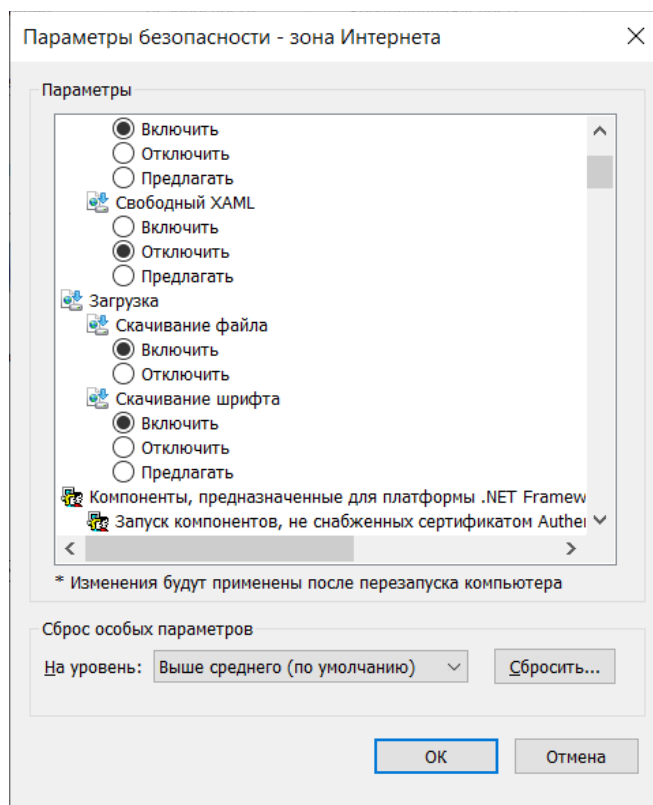 Параметры безопасности - зона Интернета
Параметры
Включить
Отключить
Предлагать
Свободный XAML
Включить
Отключить
Предлагать
Загрузка
Скачивание файла
Включить
Отключить
Скачивание шрифта
Включить
Отключить
Предлагать
Компоненты, предназначенные для платформы .NET Framew
Запуск компонентов, не снабженных сертификатом Authe
* Изменения будут применены после перезапуска компьютера
Сброс особых параметров
На уровень: Выше среднего (по умолчанию) Сбросить...
ОК Отмена